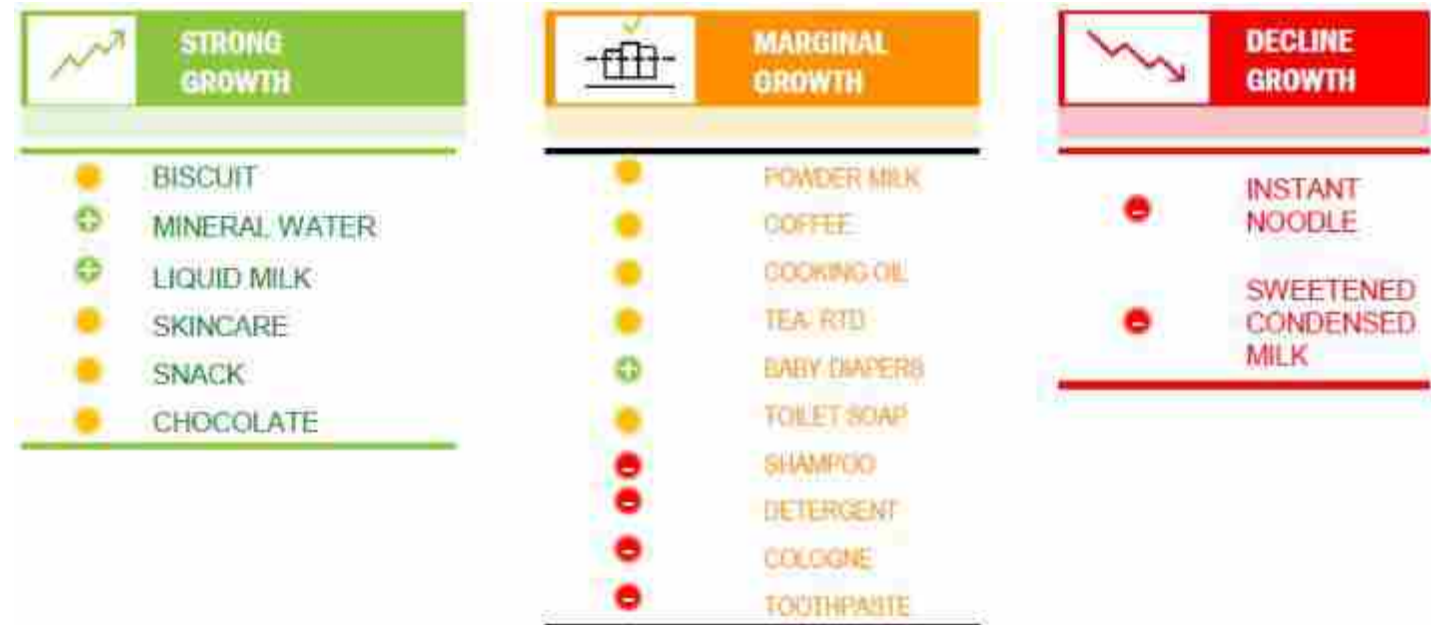 STRONG
GROWTH
BISCUIT
MINERAL WATER
LIQUID MILK
SKINCARE
SNACK
CHOCOLATE
MARGINAL
GROWTH
POWDER MILK
COFFEE
COOKING OIL
TEA- RTD
BABY DIAPERS
TOILET SOAP
SHAMPOO
DETERGENT
COLOGNE
TOOTHPASTE
DECLINE
GROWTH
INSTANT
NOODLE
SWEETENED
CONDENSED
MILK